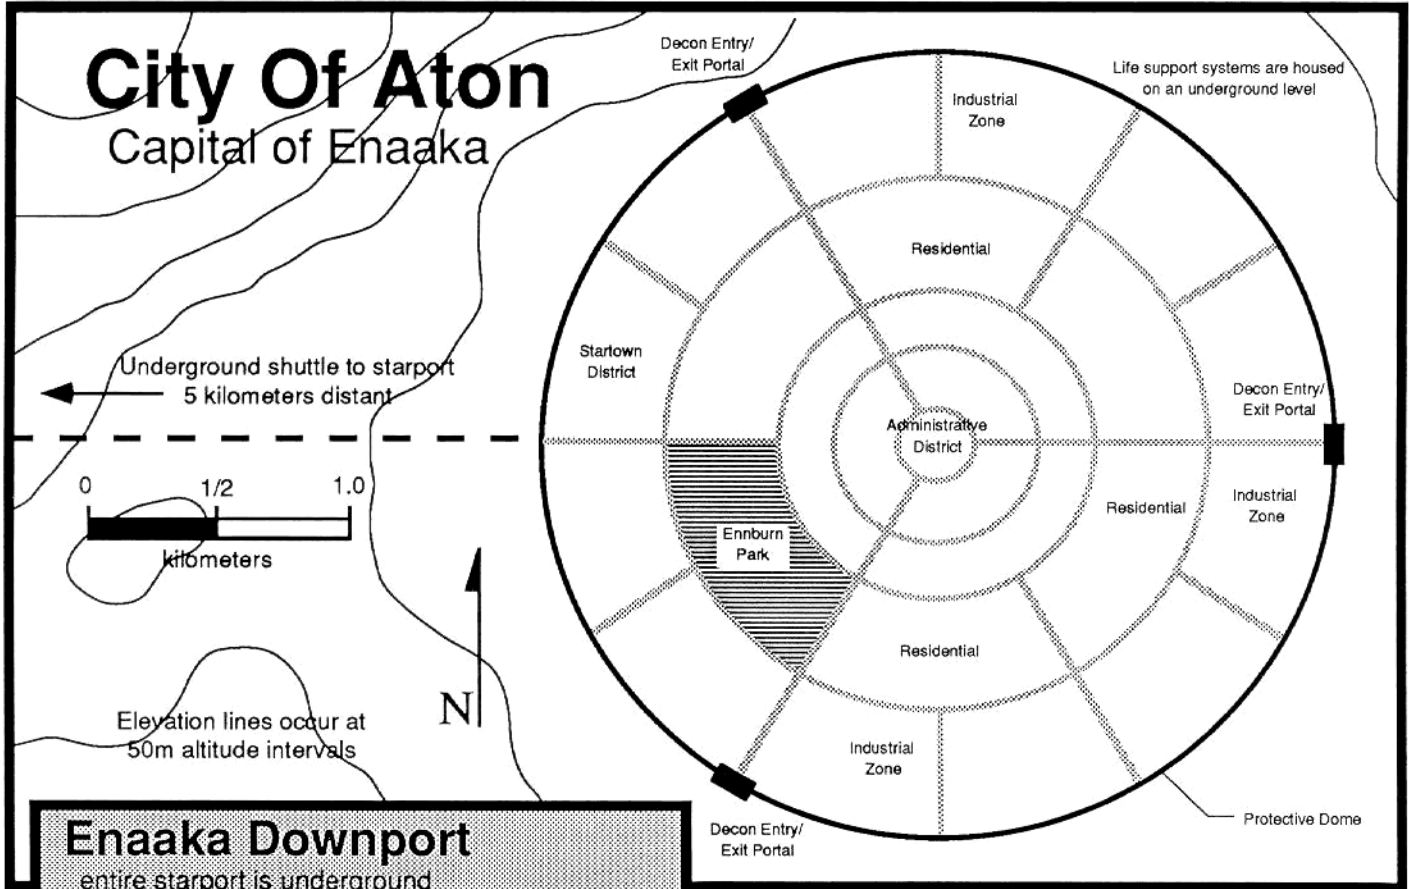 City Of Aton
Capital of Enaaka
Decon Entry/
Exit Portal
Life support systems are housed
on an underground level
Industrial
Zone
Residential
Startown
District
Underground shuttle to starport
5 kilometers distant
Decon Entry/
Exit Portal
Administrative
District
0 1/2 1.0
kilometers
Residential
Industrial
Zone
Ennburn
Park
Residential
N
Elevation lines occur at
50m altitude intervals
Industrial
Zone
Decon Entry/
Exit Portal
Protective Dome
Enaaka Downport
entire starport is underground